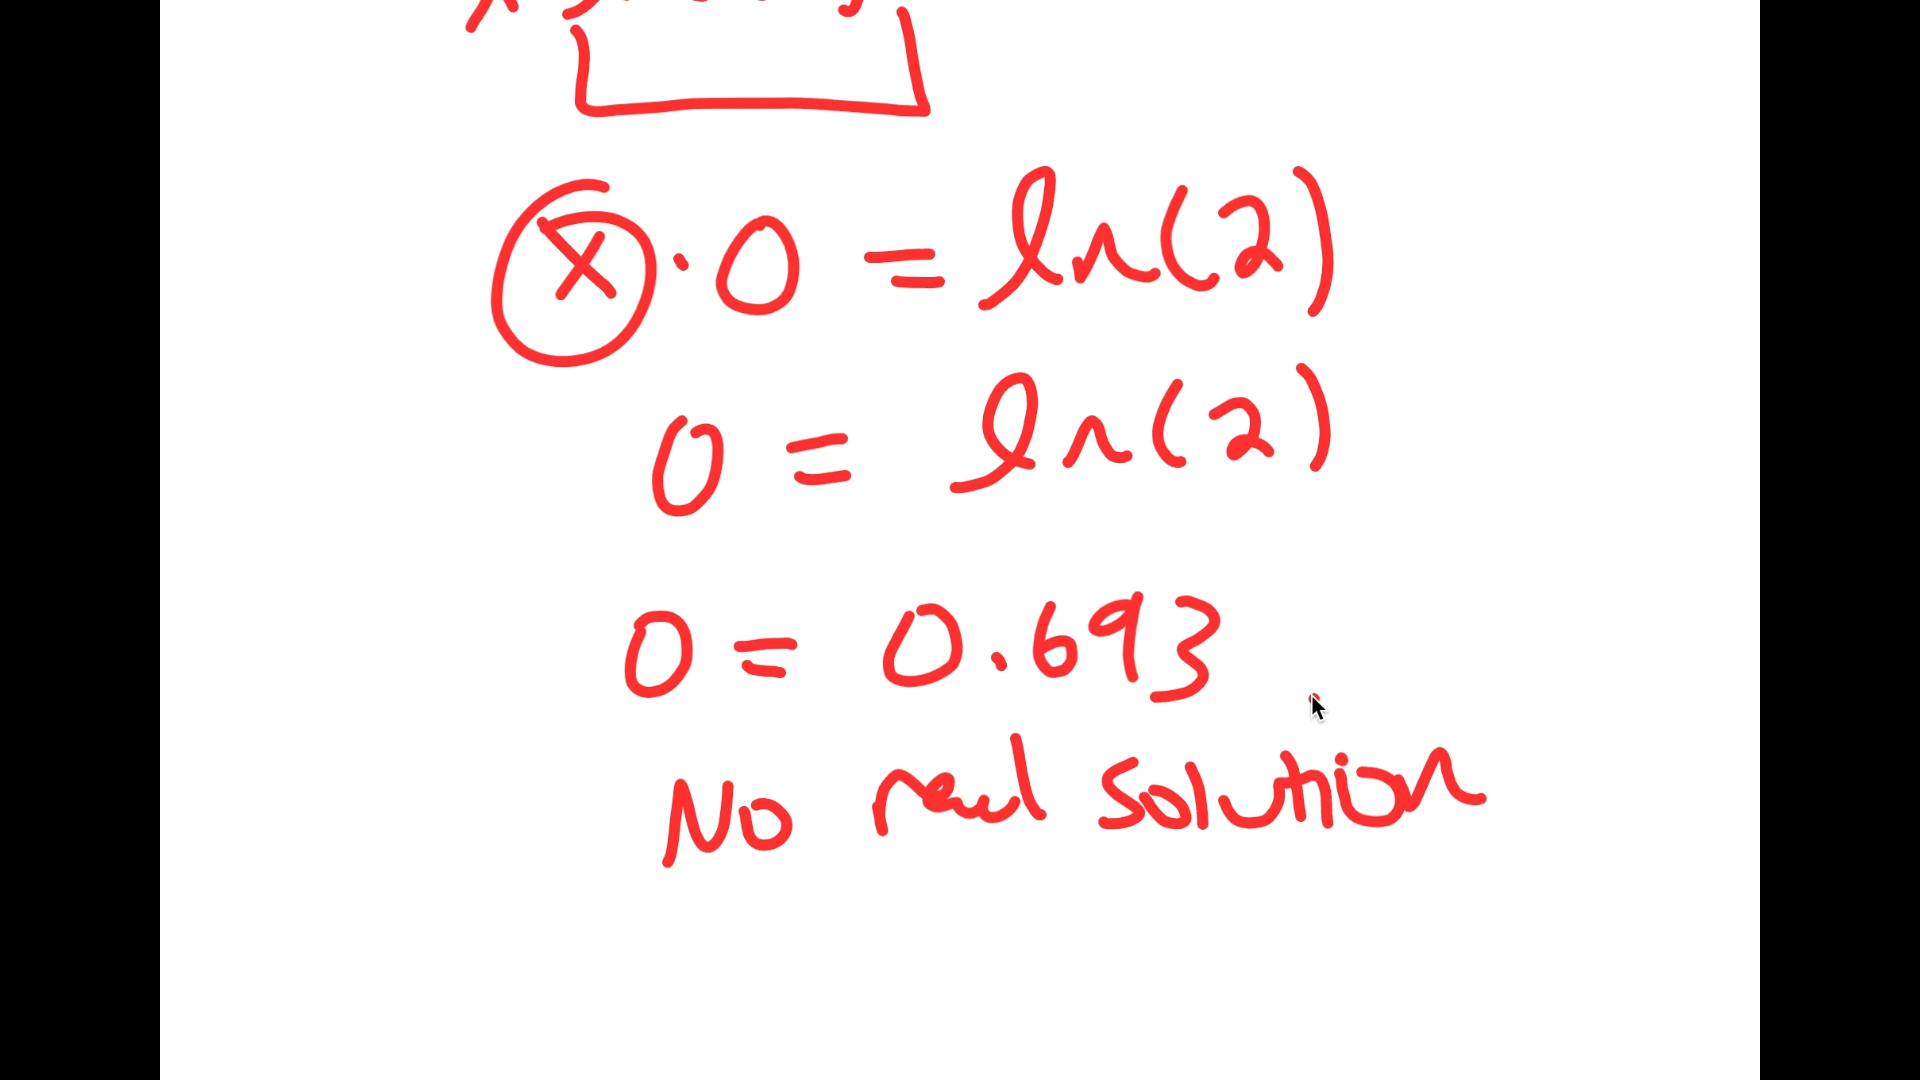 x · 0 = ln(2)
0 = ln(2)
0 = 0.693
No real solution